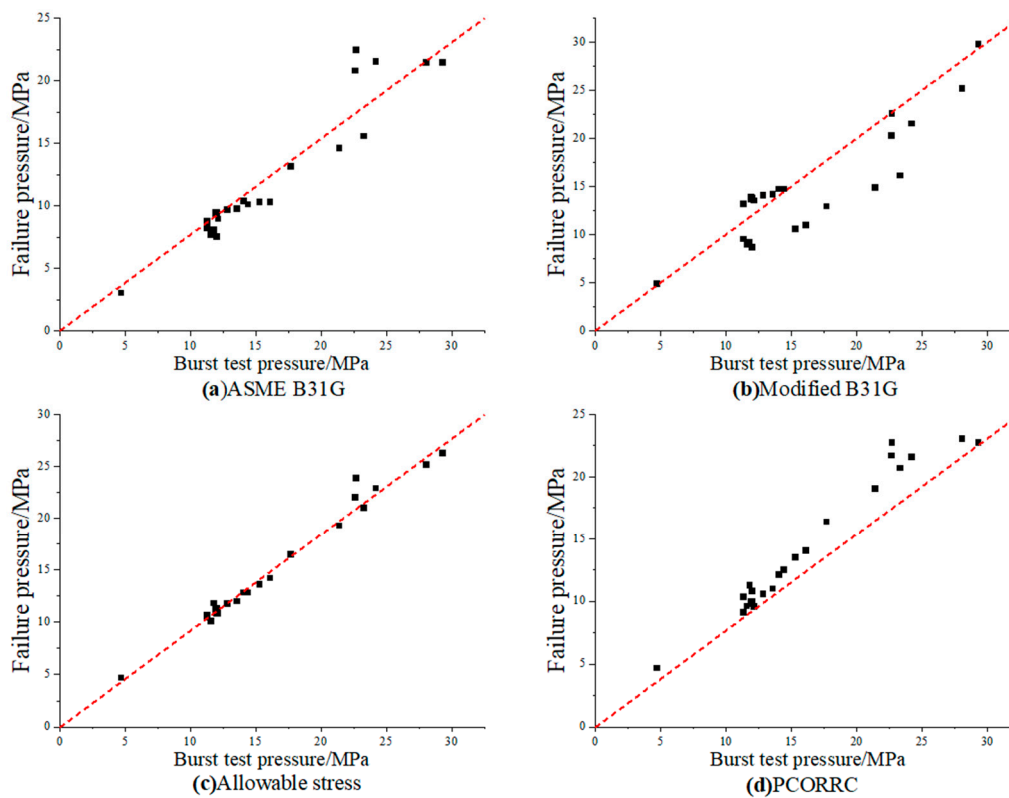 25
20
15
10
5
0
Failure pressure/MPa
0 5 10 15 20 25 30
Burst test pressure/MPa
(a)ASME B31G
30
25
20
15
10
5
0
Failure pressure/MPa
0 5 10 15 20 25 30
Burst test pressure/MPa
(b)Modified B31G
30
25
20
15
10
5
0
Failure pressure/MPa
0 5 10 15 20 25 30
Burst test pressure/MPa
(c)Allowable stress
25
20
15
10
5
0
Failure pressure/MPa
0 5 10 15 20 25 30
Burst test pressure/MPa
(d)PCORRC